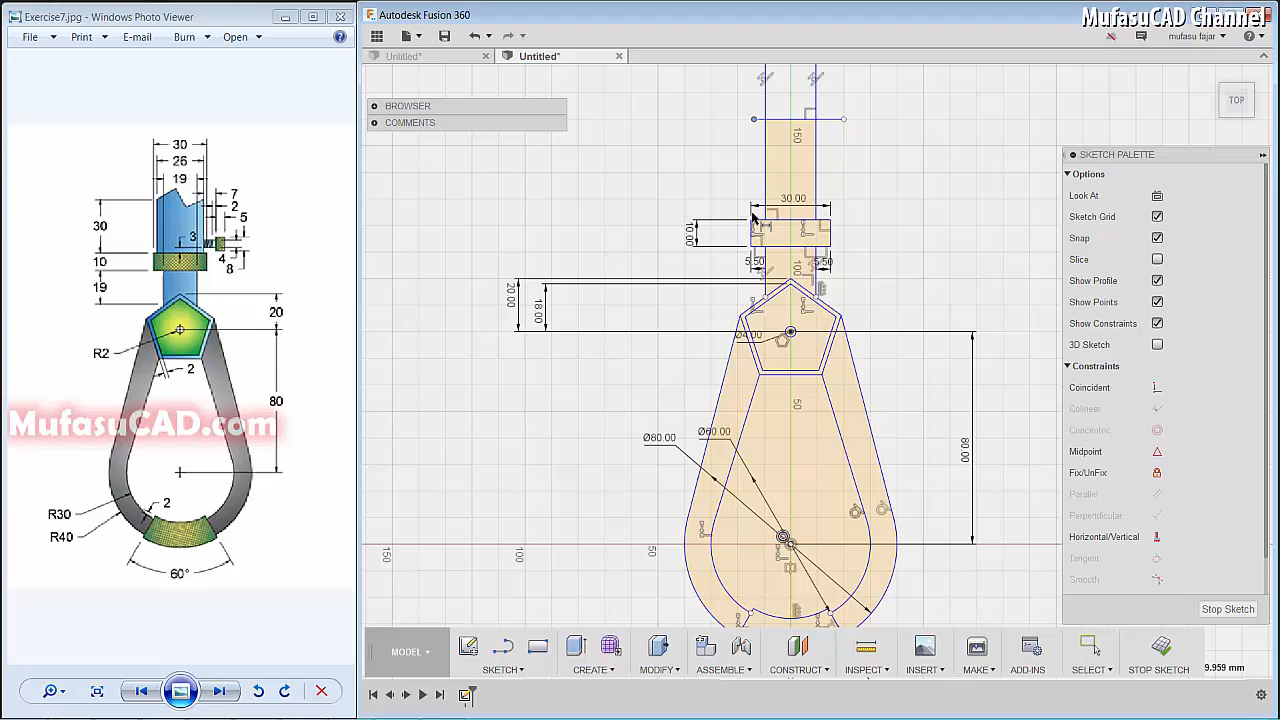 Exercise7.jpg - Windows Photo Viewer
File
Print
E-mail
Burn
Open
30
26
19
7
2
5
30
3
10
4
8
19
20
R2
2
80
MufasuCAD.com
2
R30
R40
60°
Autodesk Fusion 360
MufasuCAD Channel
mufasu fajar
Untitled*
Untitled*
BROWSER
COMMENTS
TOP
150
30.00
10.00
5.50
5.50
100
20.00
18.00
Ø4.00
50
Ø80.00
Ø60.00
80.00
150
100
50
SKETCH PALETTE
Options
Look At
Sketch Grid
Snap
Slice
Show Profile
Show Points
Show Constraints
3D Sketch
Constraints
Coincident
Colinear
Concentric
Midpoint
Fix/UnFix
Parallel
Perpendicular
Horizontal/Vertical
Tangent
Smooth
Stop Sketch
MODEL
SKETCH
CREATE
MODIFY
ASSEMBLE
CONSTRUCT
INSPECT
INSERT
MAKE
ADD-INS
SELECT
STOP SKETCH
9.959 mm